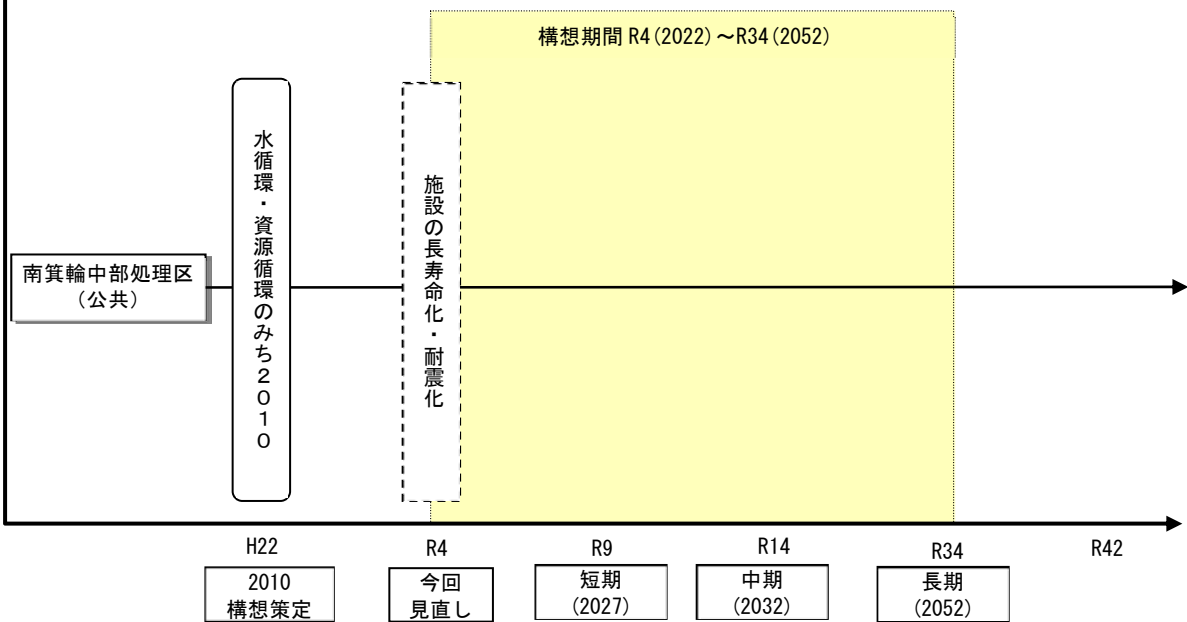 構想期間 R4(2022)～R34(2052)
水循環・資源循環のみち2010
施設の長寿命化・耐震化
南箕輪中部処理区
（公共）
H22
R4
R9
R14
R34
R42
2010
構想策定
今回
見直し
短期
(2027)
中期
(2032)
長期
(2052)